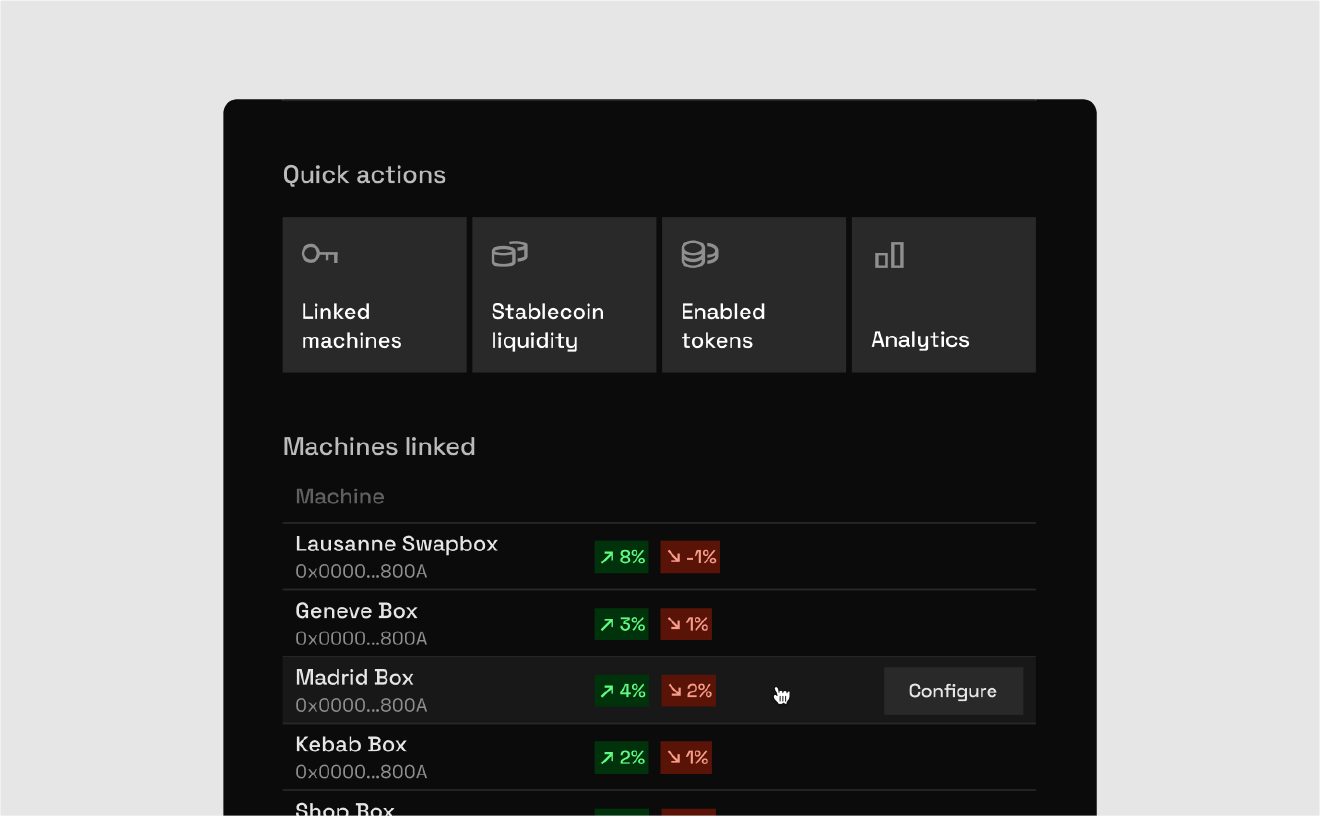 Quick actions
Linked
machines
Stablecoin
liquidity
Enabled
tokens
Analytics
Machines linked
Machine
Lausanne Swapbox
0x0000...800A
↗ 8% ↘ -1%
Geneve Box
0x0000...800A
↗ 3% ↘ 1%
Madrid Box
0x0000...800A
↗ 4% ↘ 2%
Configure
Kebab Box
0x0000...800A
↗ 2% ↘ 1%
Shop Box